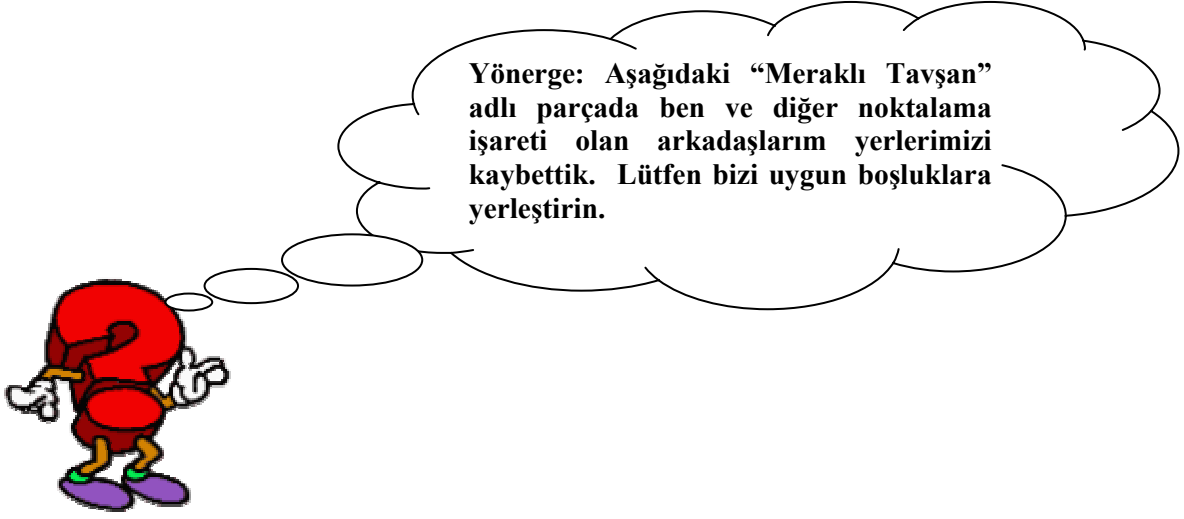 Yönerge: Aşağıdaki “Meraklı Tavşan”
adlı parçada ben ve diğer noktalama
işareti olan arkadaşlarım yerlerimizi
kaybettik. Lütfen bizi uygun boşluklara
yerleştirin.